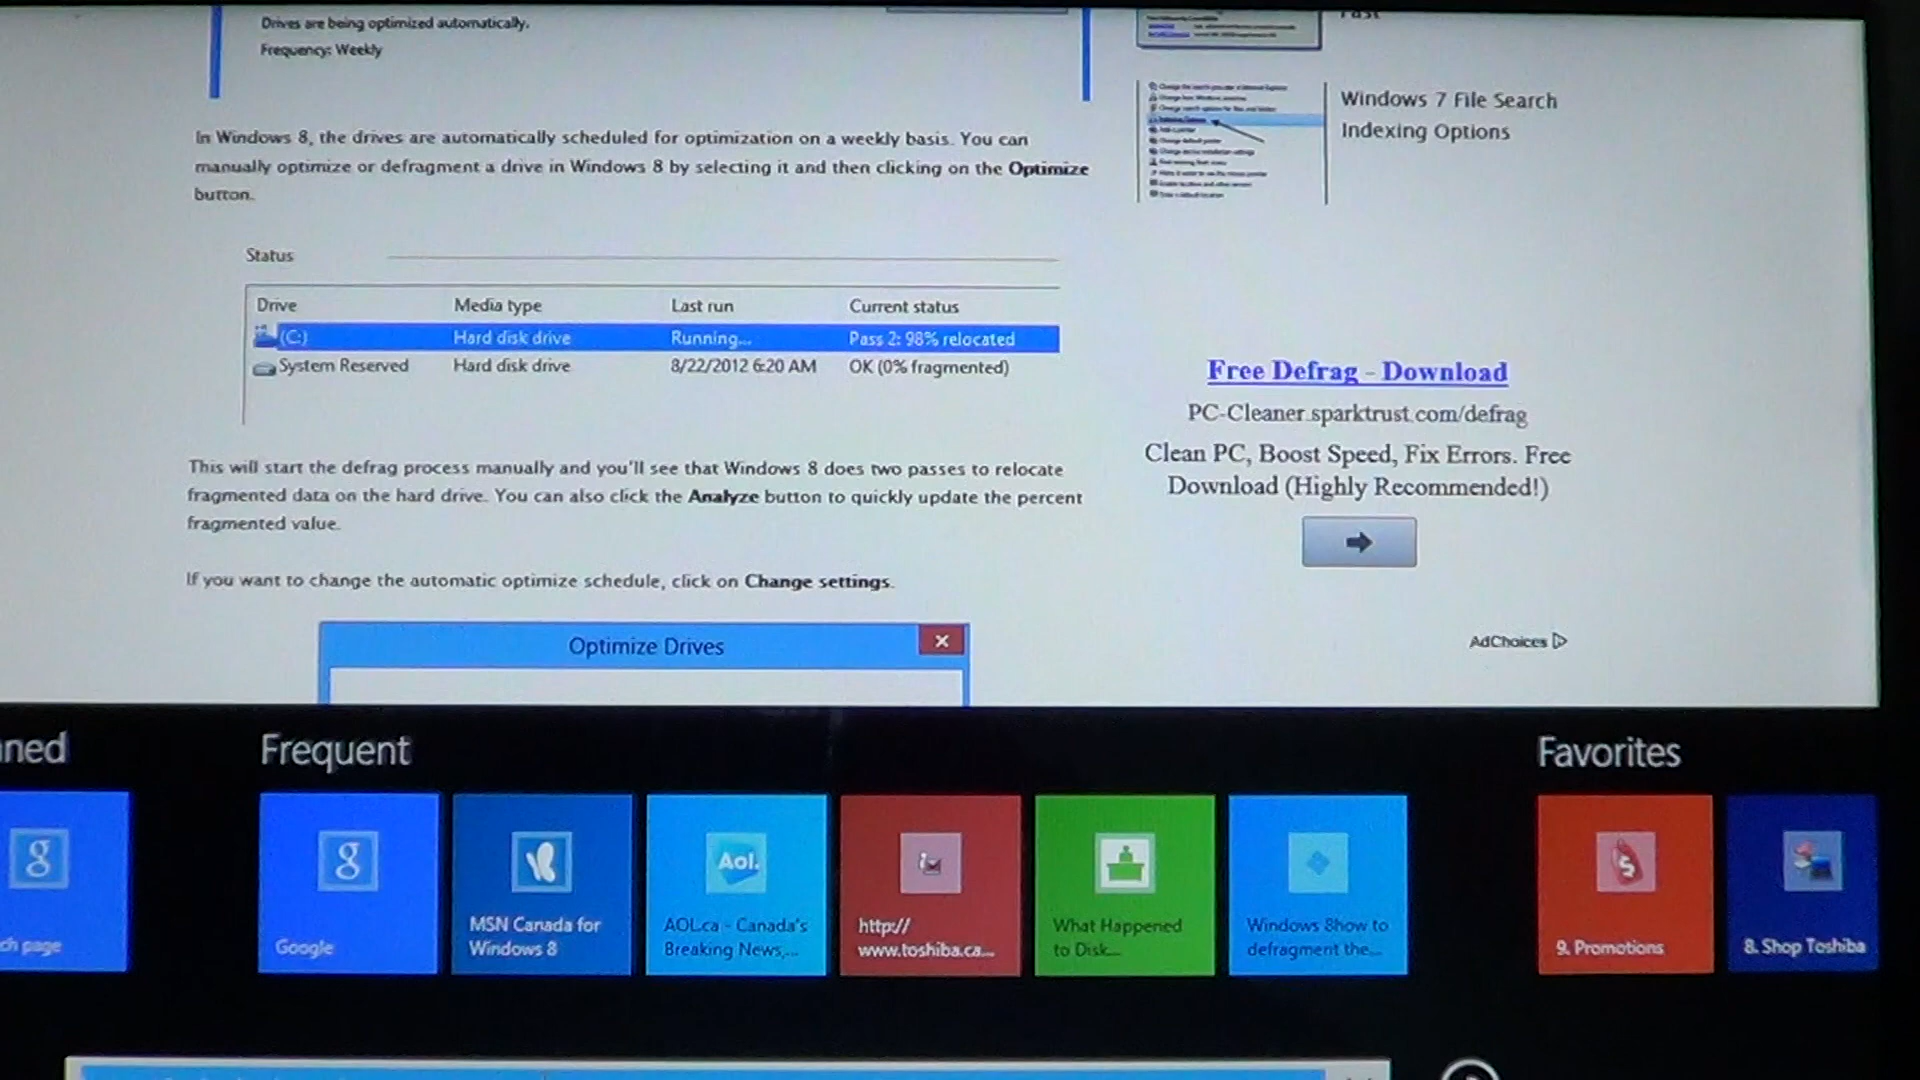 Drives are being optimized automatically.
Frequency: Weekly
In Windows 8, the drives are automatically scheduled for optimization on a weekly basis. You can
manually optimize or defragment a drive in Windows 8 by selecting it and then clicking on the Optimize
button.
Status
Drive Media type Last run Current status
(C:) Hard disk drive Running... Pass 2: 98% relocated
System Reserved Hard disk drive 8/22/2012 6:20 AM OK (0% fragmented)
This will start the defrag process manually and you'll see that Windows 8 does two passes to relocate
fragmented data on the hard drive. You can also click the Analyze button to quickly update the percent
fragmented value.
If you want to change the automatic optimize schedule, click on Change settings.
Optimize Drives
Windows 7 File Search
Indexing Options
Free Defrag - Download
PC-Cleaner.sparktrust.com/defrag
Clean PC, Boost Speed, Fix Errors. Free
Download (Highly Recommended!)
AdChoices
Frequent
Favorites
Google
MSN Canada for
Windows 8
Aol.
AOL.ca - Canada's
Breaking News,...
http://
www.toshiba.ca...
What Happened
to Disk...
Windows 8how to
defragment the...
9. Promotions
8. Shop Toshiba
page